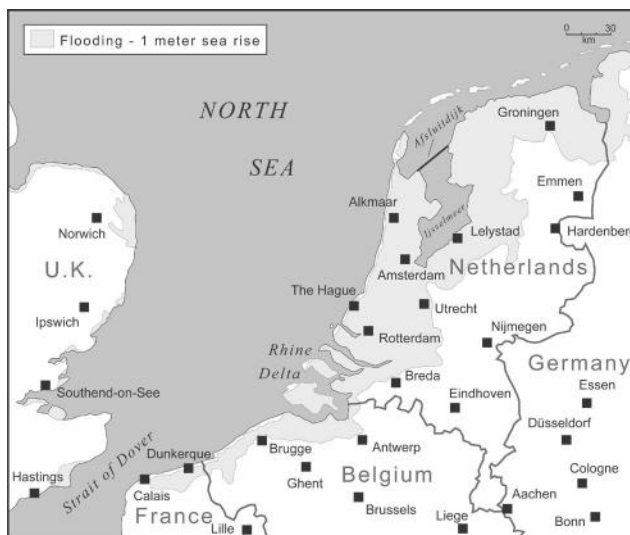 Flooding - 1 meter sea rise
0 30
km
NORTH
SEA
Afsluitdijk
Groningen
Emmen
Alkmaar
Ijsselmeer
Norwich
Lelystad
Hardenberg
U.K.
Amsterdam
Netherlands
The Hague
Utrecht
Ipswich
Rotterdam
Nijmegen
Rhine
Delta
Germany
Southend-on-See
Breda
Essen
Eindhoven
Strait of Dover
Dunkerque
Brugge
Antwerp
Düsseldorf
Hastings
Calais
Ghent
Belgium
Cologne
France
Brussels
Aachen
Lille
Liege
Bonn